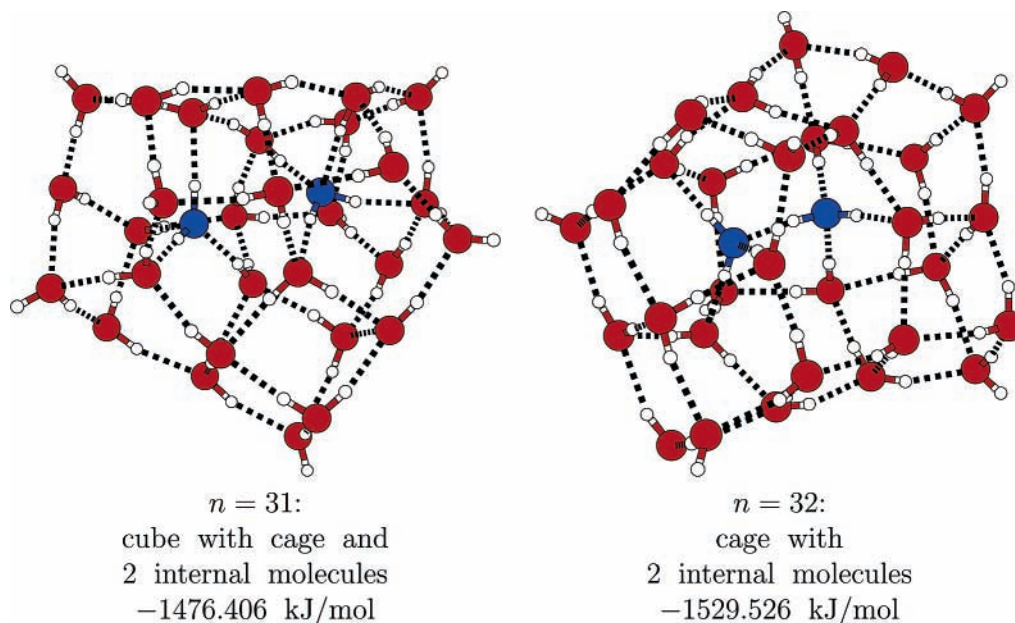 n = 31:
cube with cage and
2 internal molecules
−1476.406 kJ/mol
n = 32:
cage with
2 internal molecules
−1529.526 kJ/mol